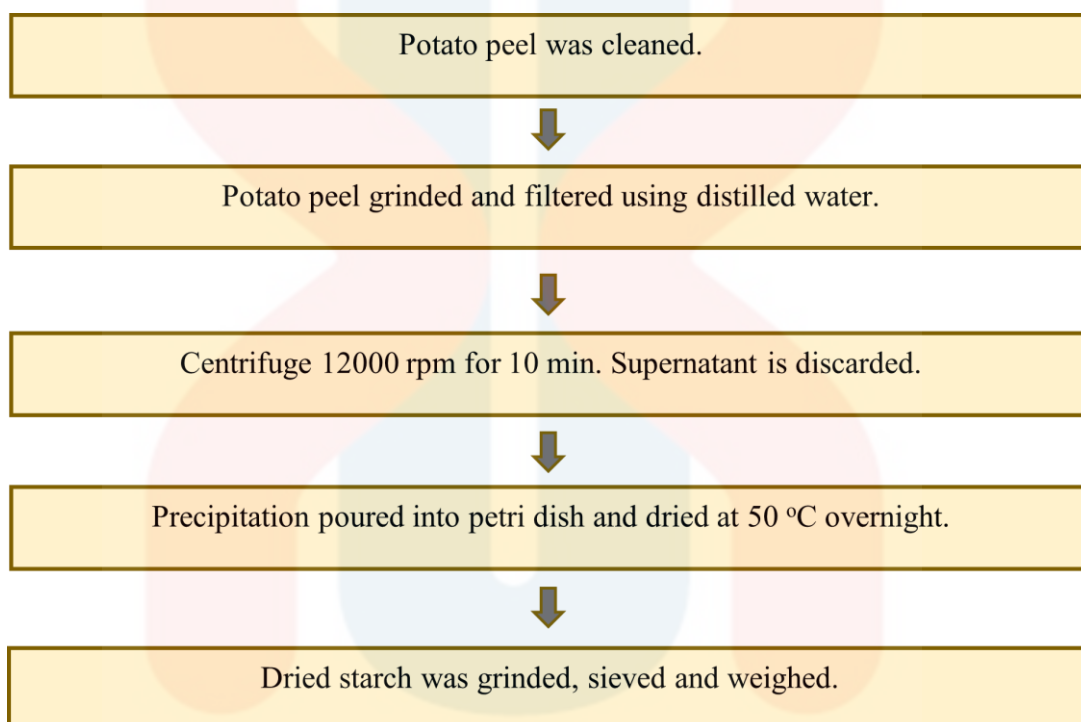 Potato peel was cleaned.
Potato peel grinded and filtered using distilled water.
Centrifuge 12000 rpm for 10 min. Supernatant is discarded.
Precipitation poured into petri dish and dried at 50 °C overnight.
Dried starch was grinded, sieved and weighed.